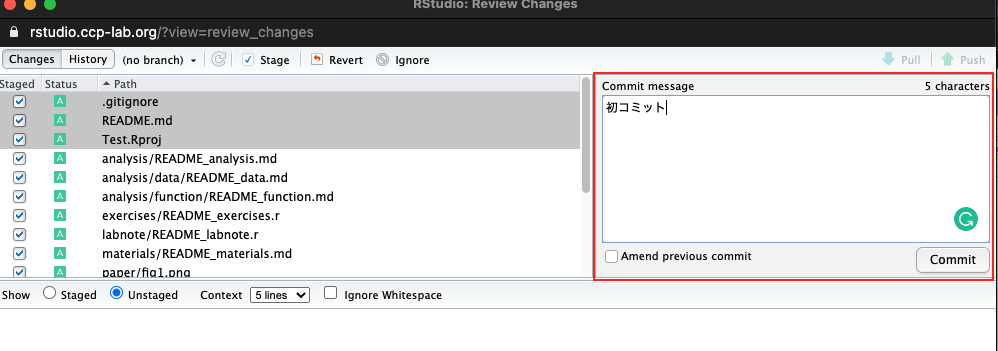 RStudio: Review Changes
rstudio.ccp-lab.org/?view=review_changes
Changes History (no branch) Stage Revert Ignore Pull Push
Staged Status Path
A .gitignore
A README.md
A Test.Rproj
A analysis/README_analysis.md
A analysis/data/README_data.md
A analysis/function/README_function.md
A exercises/README_exercises.r
A labnote/README_labnote.r
A materials/README_materials.md
A paper/fig1.png
Commit message 5 characters
初コミット
Amend previous commit Commit
Show Staged Unstaged Context 5 lines Ignore Whitespace